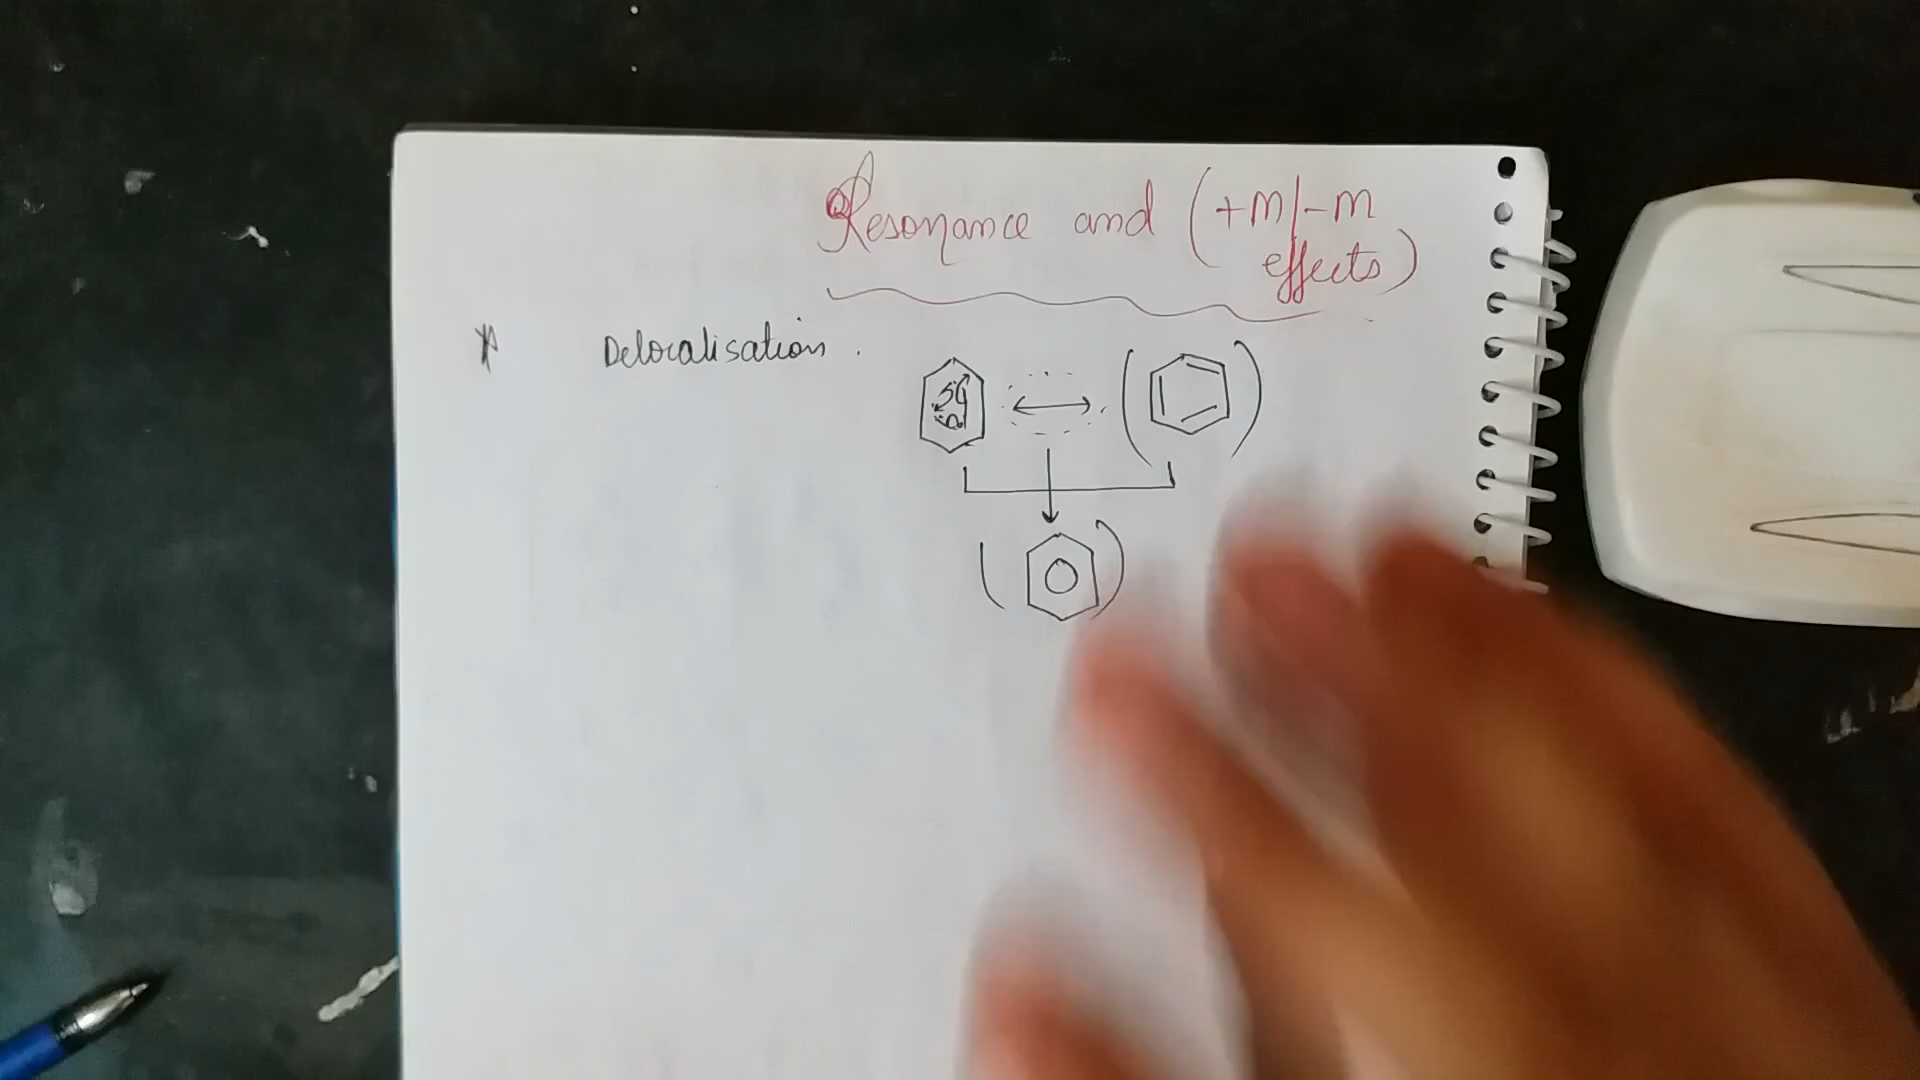 Resonance and (+m/-m
effects)
* Delocalisation.